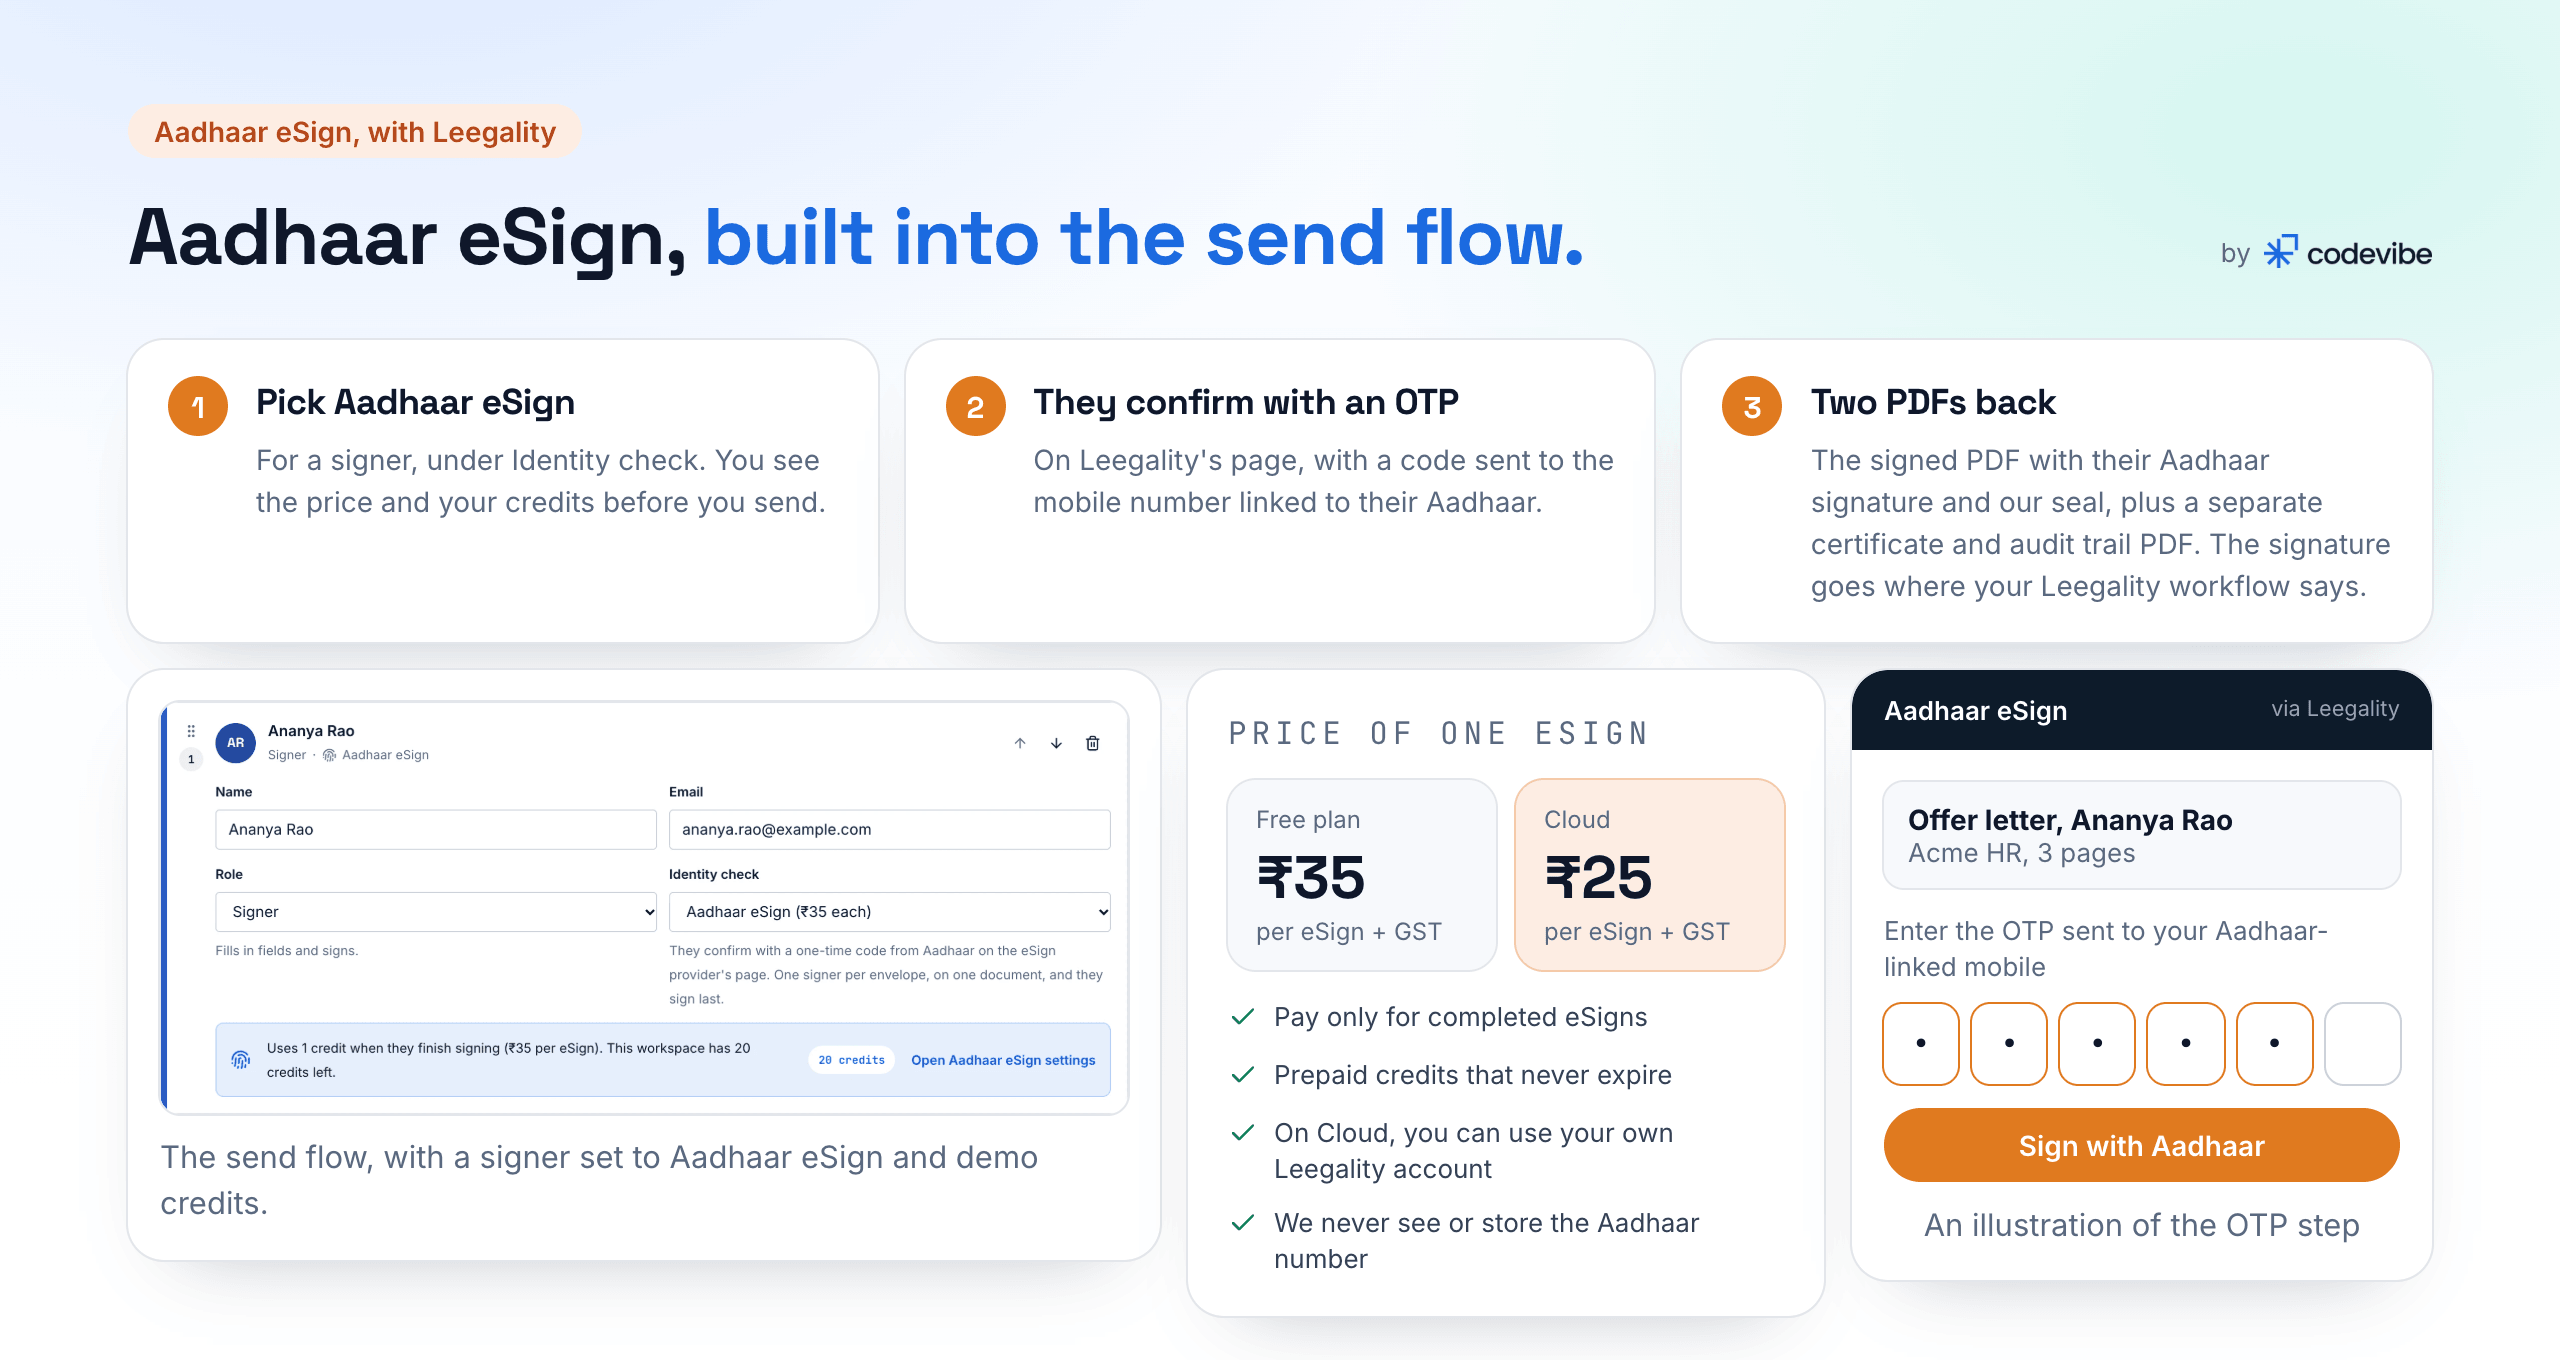 Aadhaar eSign, with Leegality
Aadhaar eSign, built into the send flow.
by codevibe
1
Pick Aadhaar eSign
For a signer, under Identity check. You see
the price and your credits before you send.
2
They confirm with an OTP
On Leegality's page, with a code sent to the
mobile number linked to their Aadhaar.
3
Two PDFs back
The signed PDF with their Aadhaar
signature and our seal, plus a separate
certificate and audit trail PDF. The signature
goes where your Leegality workflow says.
1
AR
Ananya Rao
Signer · Aadhaar eSign
Name
Ananya Rao
Email
ananya.rao@example.com
Role
Signer
Fills in fields and signs.
Identity check
Aadhaar eSign (₹35 each)
They confirm with a one-time code from Aadhaar on the eSign
provider's page. One signer per envelope, on one document, and they
sign last.
Uses 1 credit when they finish signing (₹35 per eSign). This workspace has 20
credits left.
20 credits
Open Aadhaar eSign settings
The send flow, with a signer set to Aadhaar eSign and demo
credits.
PRICE OF ONE ESIGN
Free plan
₹35
per eSign + GST
Cloud
₹25
per eSign + GST
Pay only for completed eSigns
Prepaid credits that never expire
On Cloud, you can use your own
Leegality account
We never see or store the Aadhaar
number
Aadhaar eSign
via Leegality
Offer letter, Ananya Rao
Acme HR, 3 pages
Enter the OTP sent to your Aadhaar-
linked mobile
Sign with Aadhaar
An illustration of the OTP step